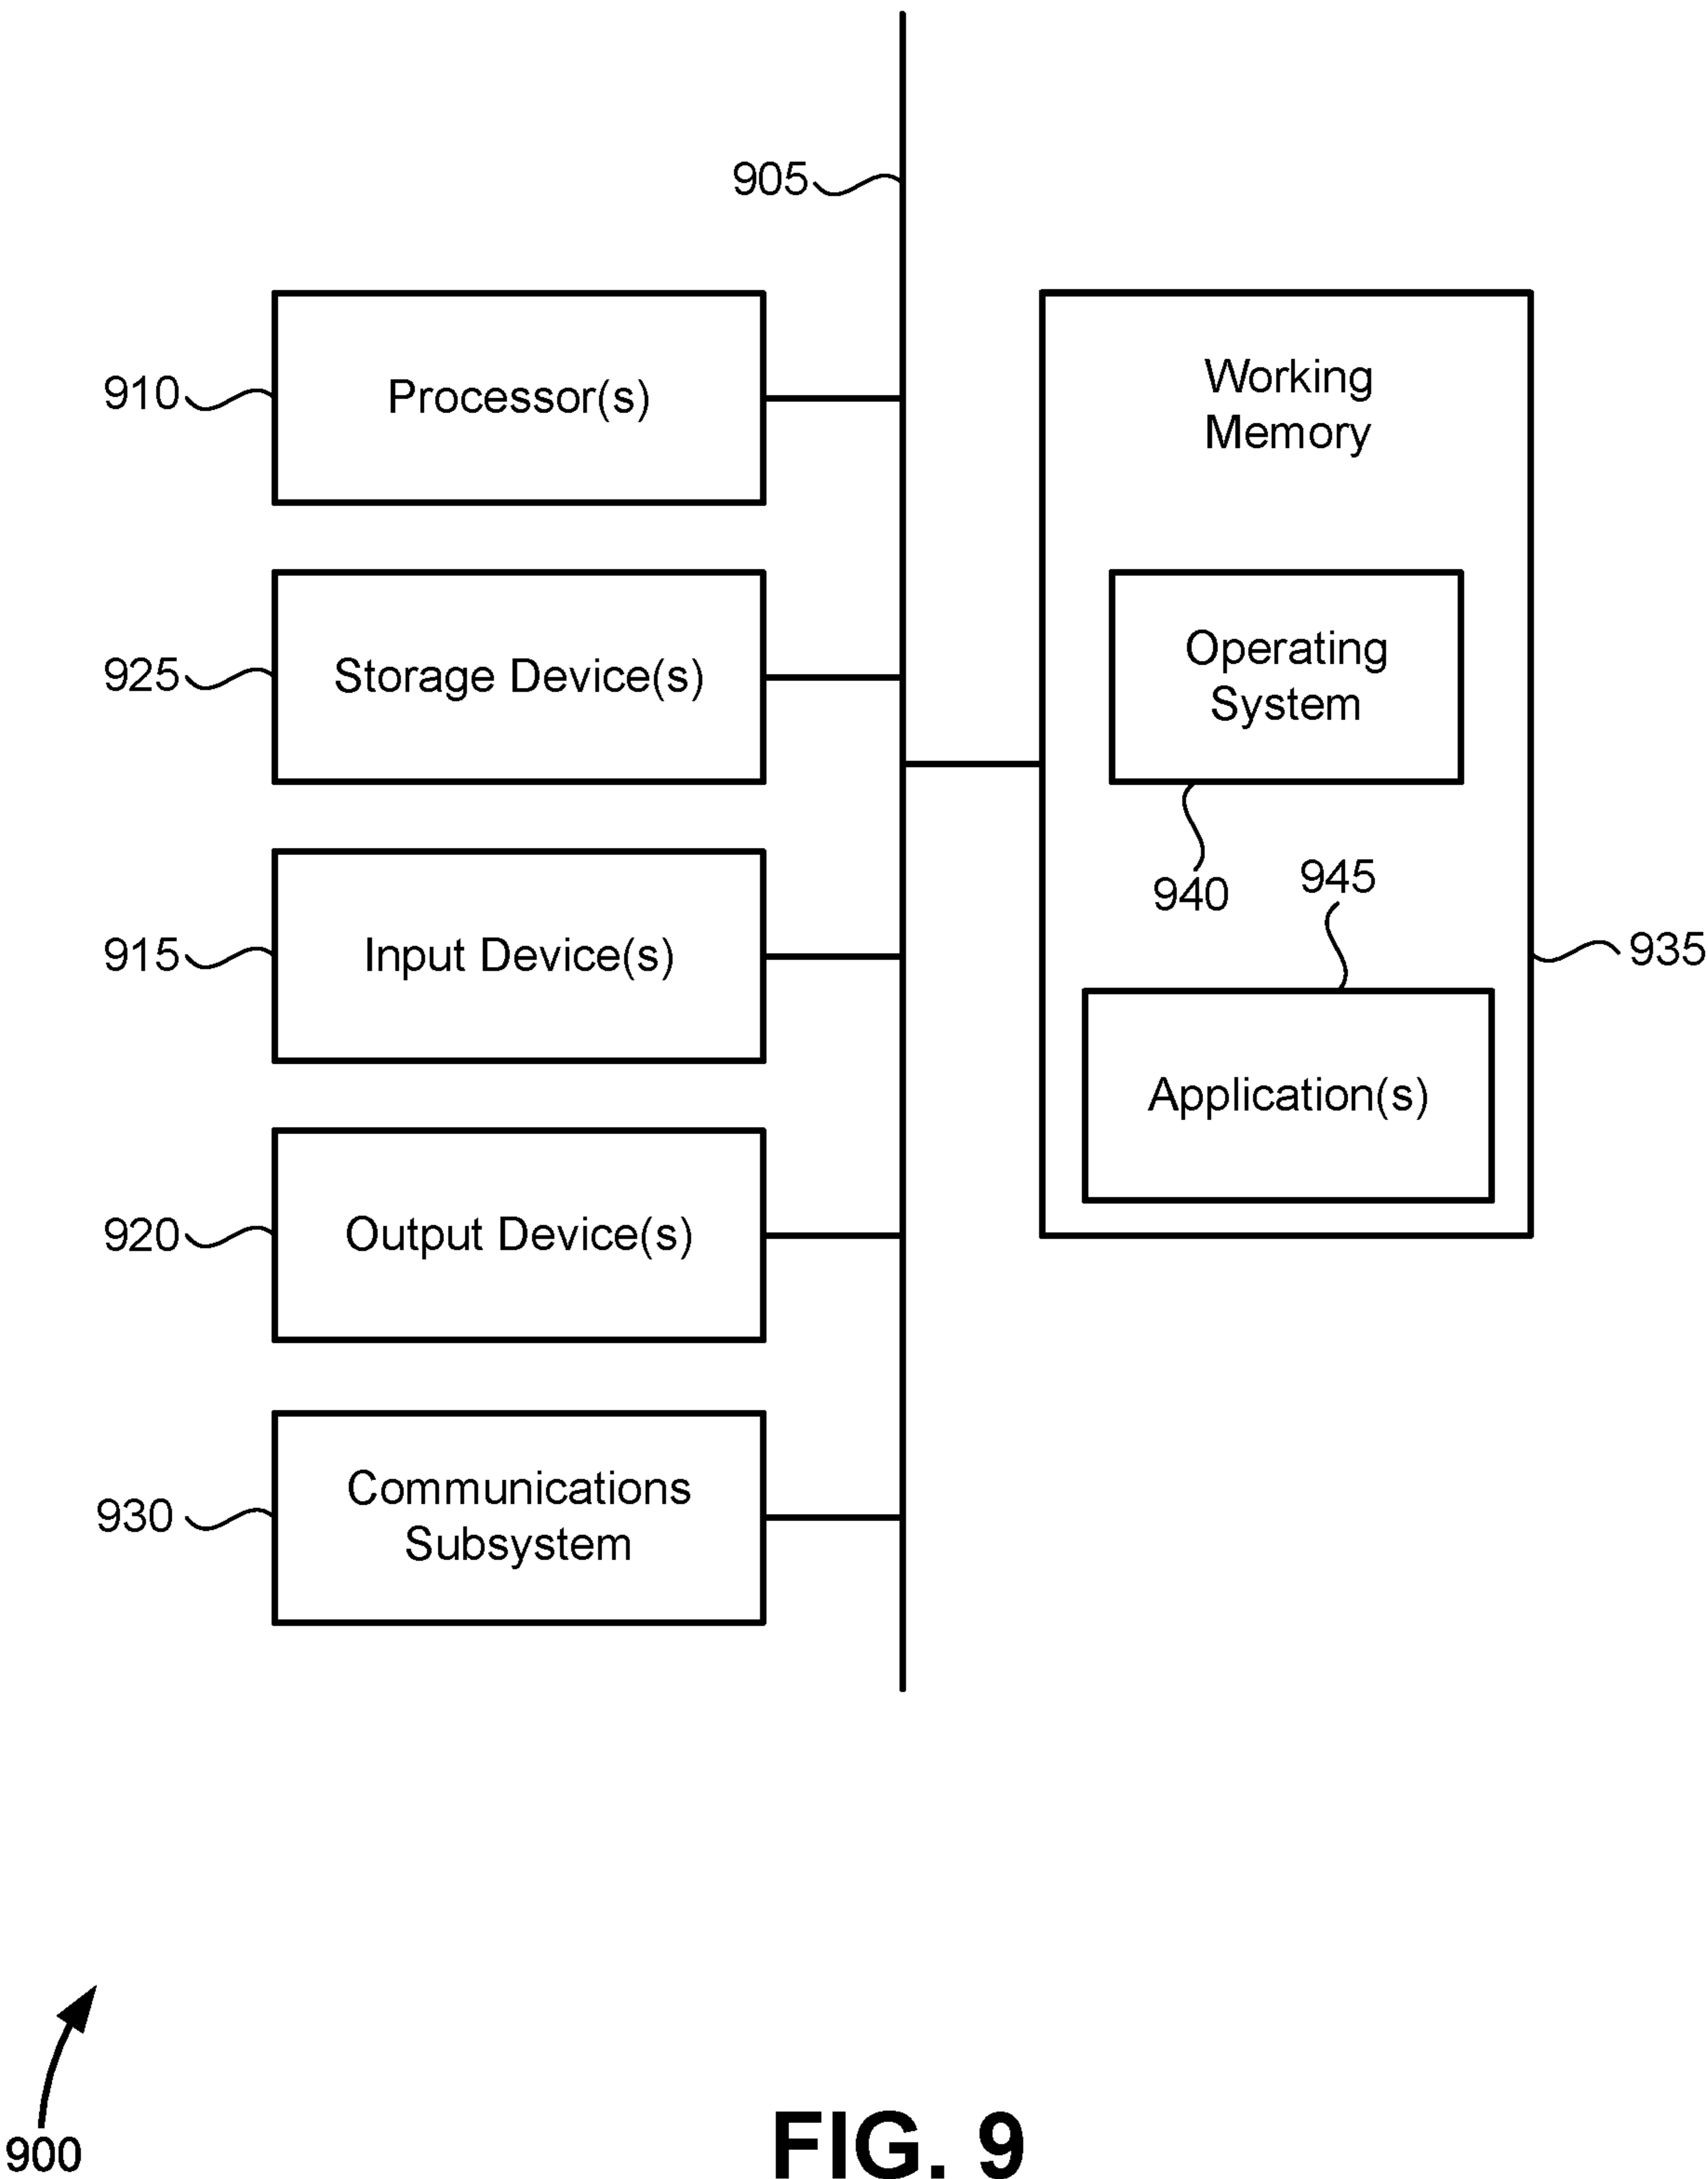 905
910
Processor(s)
925
Storage Device(s)
915
Input Device(s)
920
Output Device(s)
930
Communications
Subsystem
Working
Memory
Operating
System
940
945
935
Application(s)
900
FIG. 9